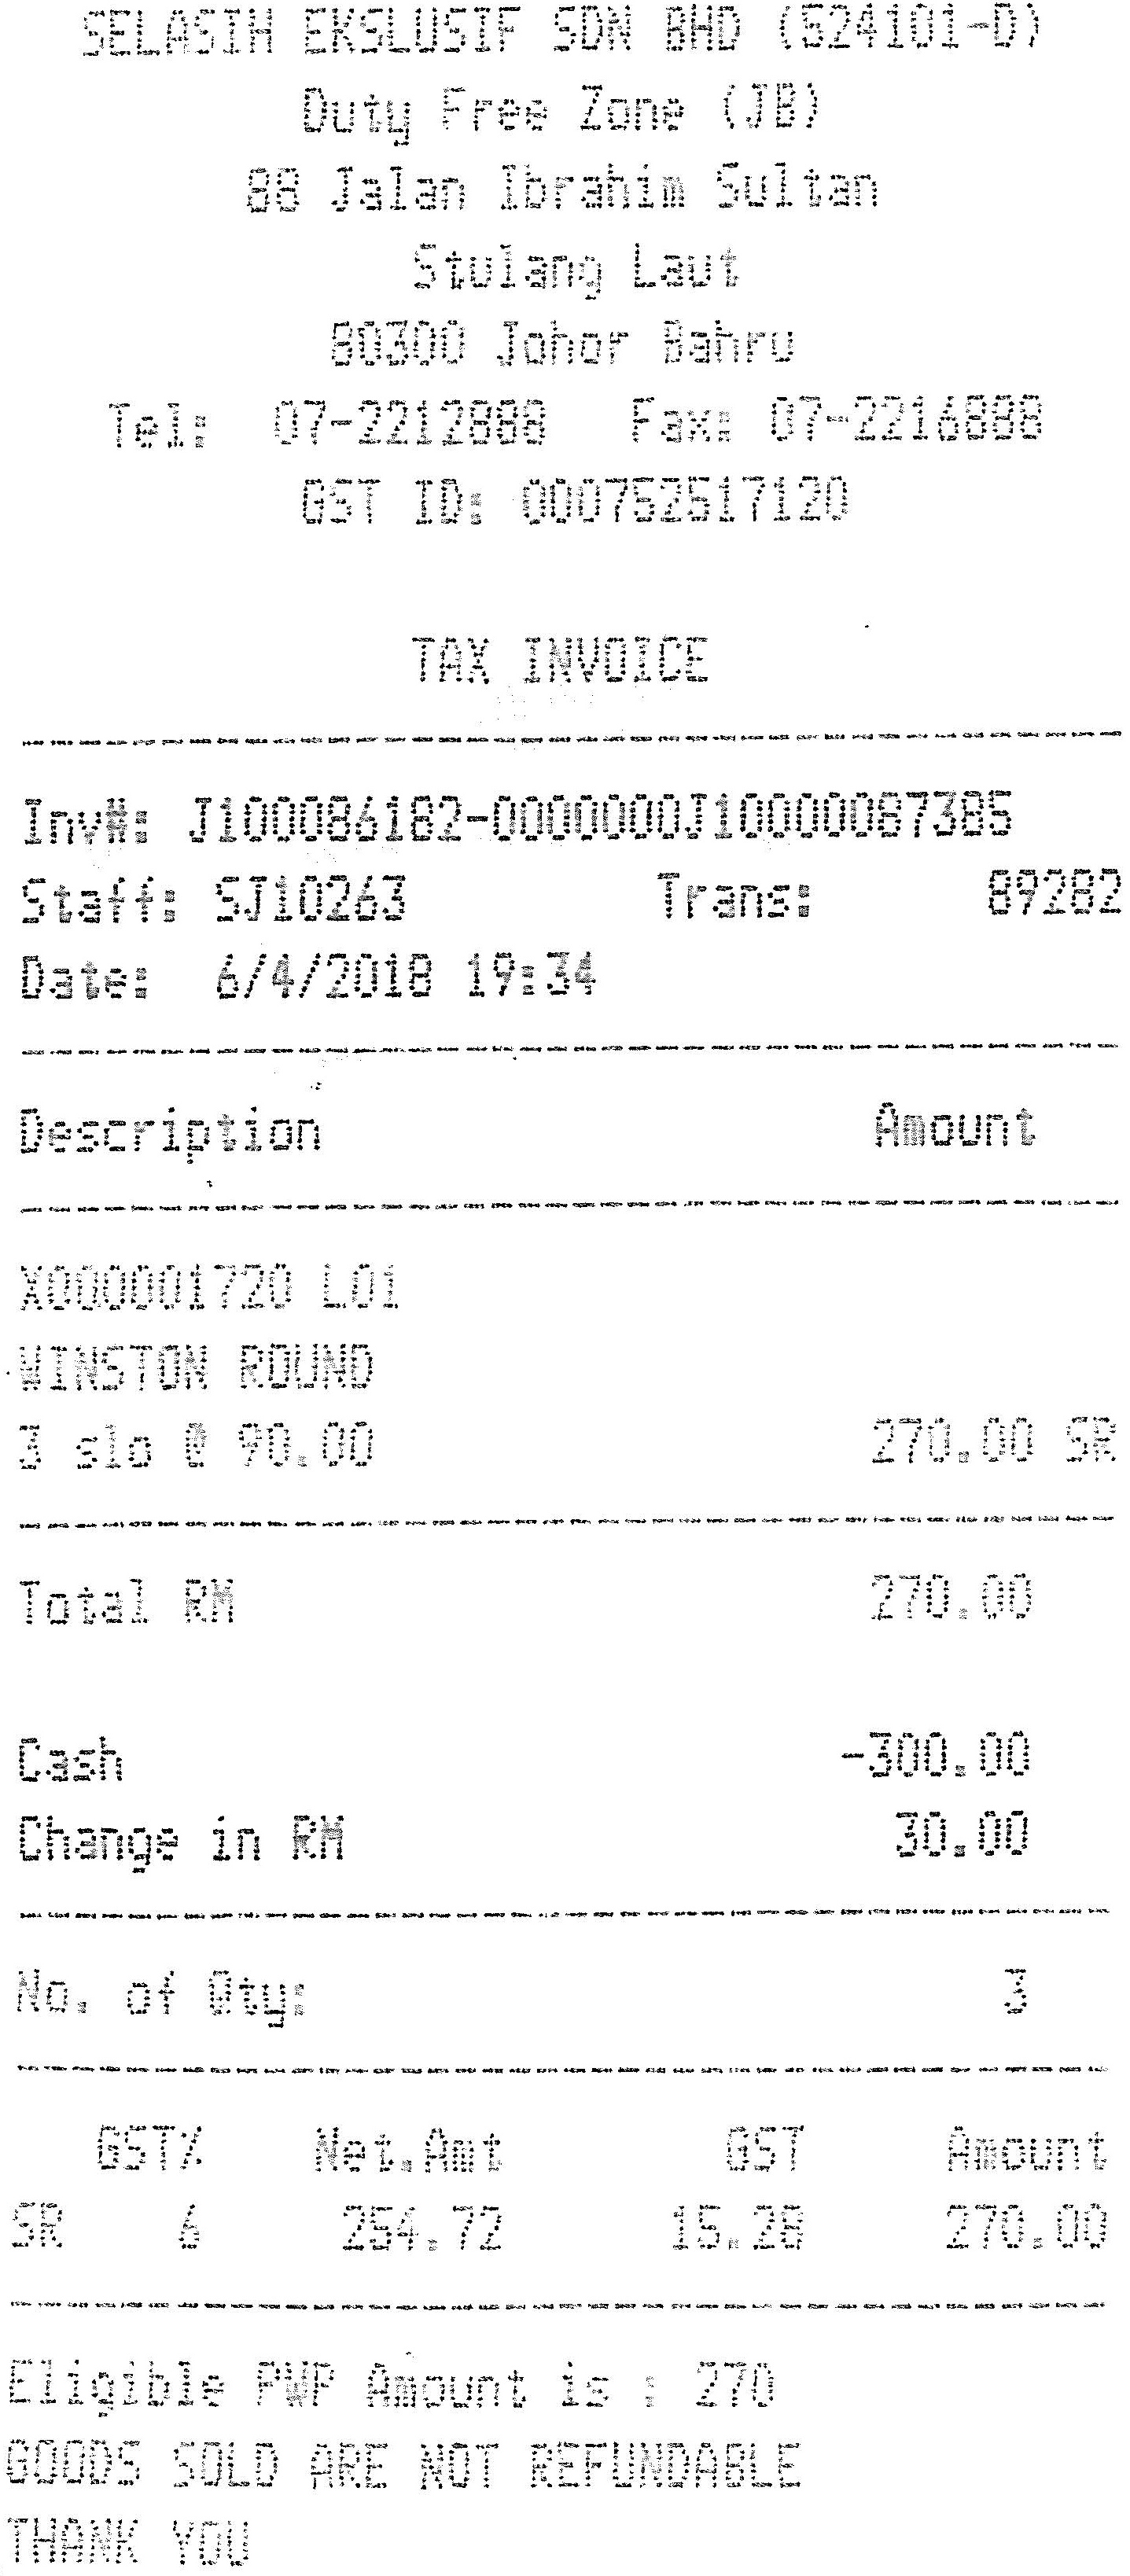 SELASIH EKSLUSIF SDN BHD (524101-D)
Duty Free Zone (JB)
88 Jalan Ibrahim Sultan
Stulang Laut
80300 Johor Bahru
Tel: 07-2212888 Fax: 07-2216888
GST ID: 000752517120
TAX INVOICE
Inv#: J100086182-0000000J10000087385
Staff: SJ10263 Trans: 89282
Date: 6/4/2018 19:34
Description Amount
X000001720 L01
WINSTON ROUND
3 slo @ 90.00 270.00 SR
Total RM 270.00
Cash -300.00
Change in RM 30.00
No. of Qty: 3
GST% Net.Amt GST Amount
SR 6 254.72 15.28 270.00
Eligible PWP Amount is : 270
GOODS SOLD ARE NOT REFUNDABLE
THANK YOU